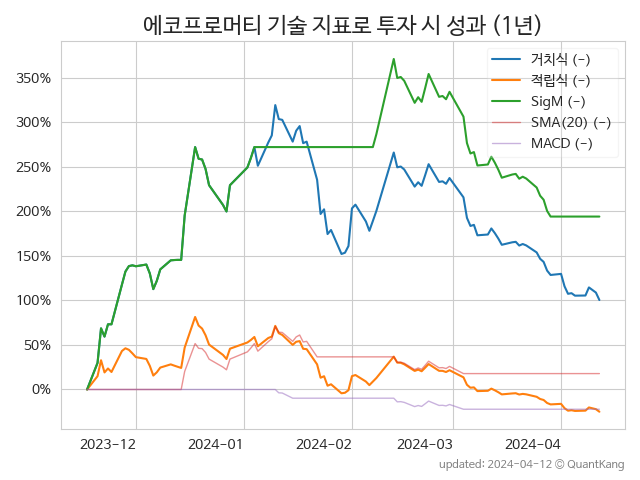 에코프로머티 기술 지표로 투자 시 성과 (1년)
거치식 (-)
적립식 (-)
SigM (-)
SMA(20) (-)
MACD (-)
350%
300%
250%
200%
150%
100%
50%
0%
2023-12
2024-01
2024-02
2024-03
2024-04
updated: 2024-04-12 © QuantKang